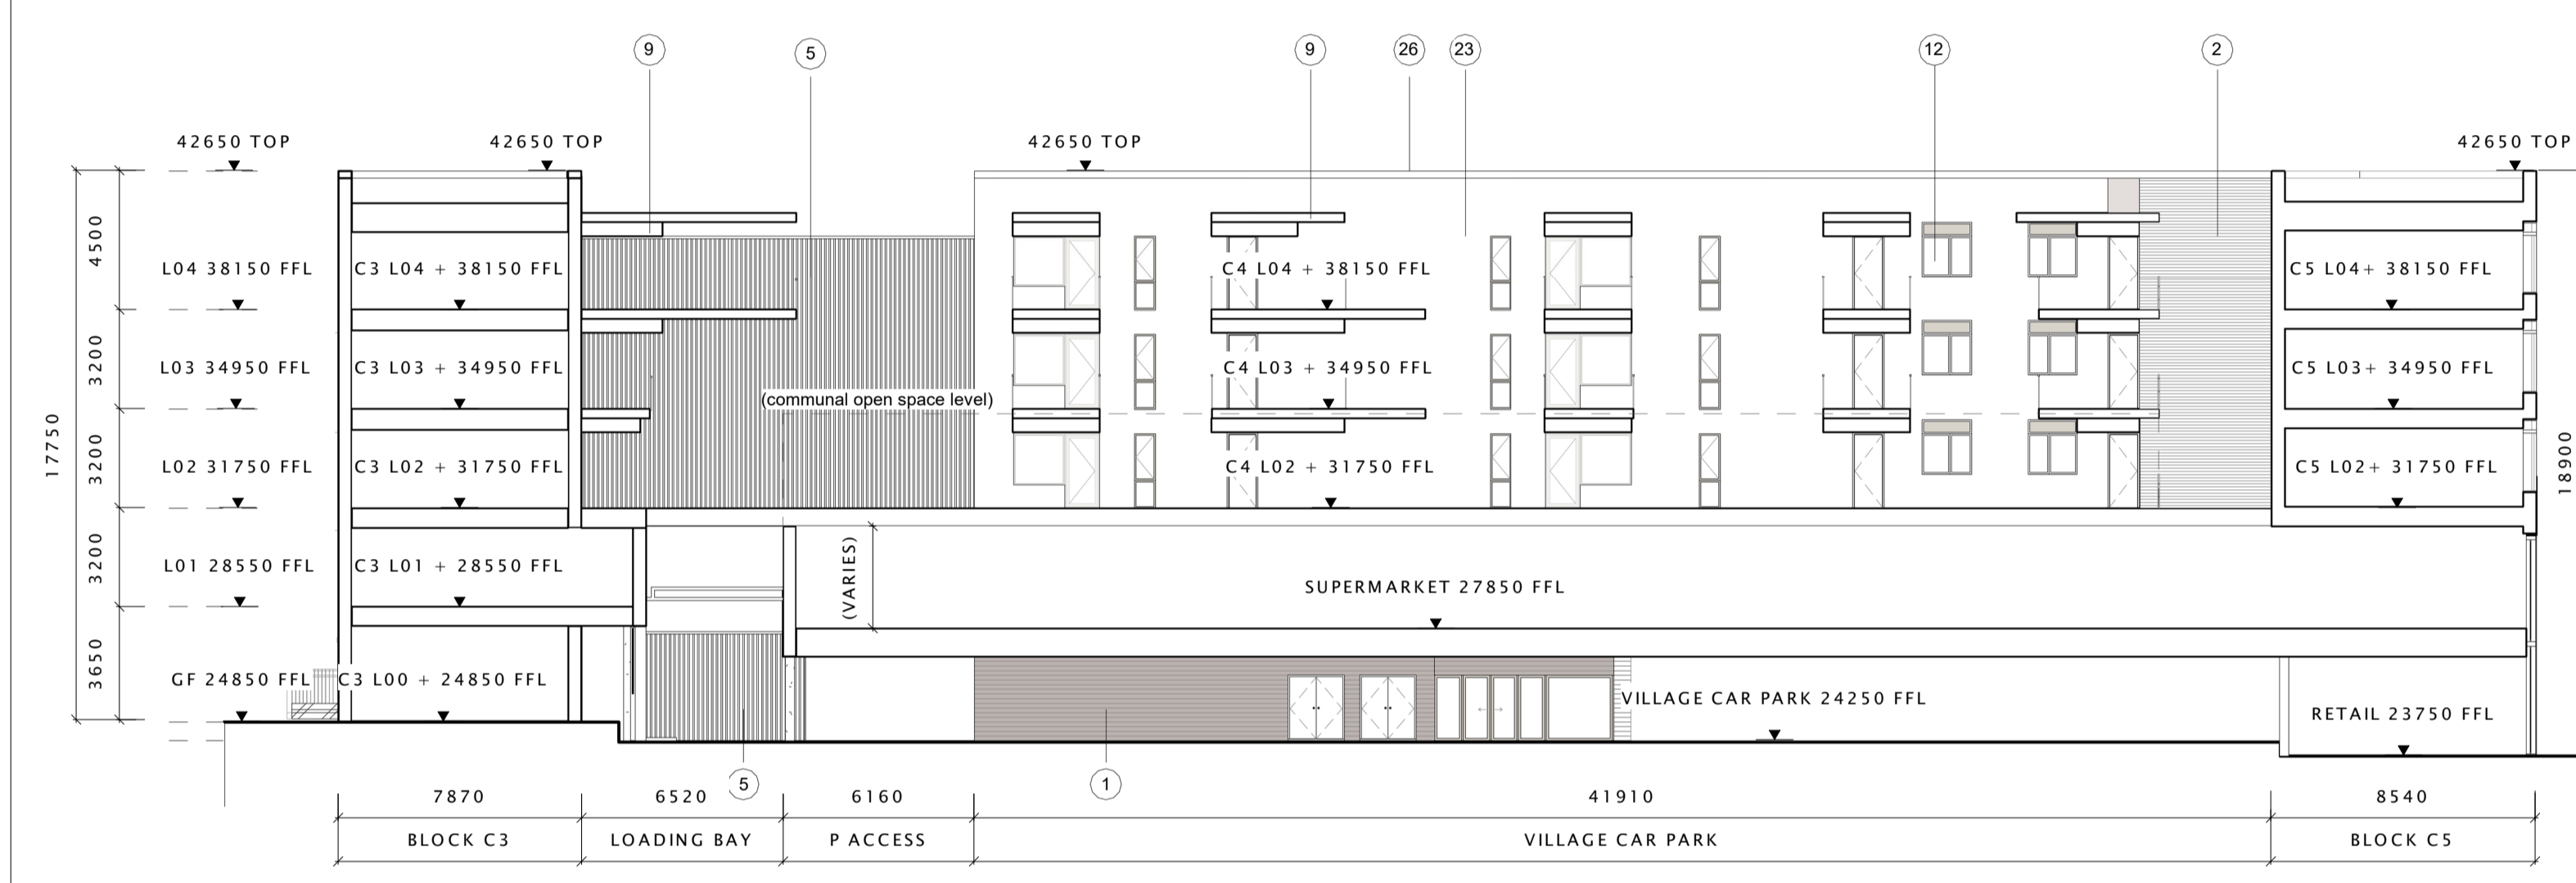 9
5
9
26
23
12
2
42650 TOP
42650 TOP
42650 TOP
42650 TOP
17750
4500
3200
3200
3200
3650
L04 38150 FFL
C3 L04 + 38150 FFL
C4 L04 + 38150 FFL
C5 L04+ 38150 FFL
L03 34950 FFL
C3 L03 + 34950 FFL
C4 L03 + 34950 FFL
C5 L03+ 34950 FFL
(communal open space level)
L02 31750 FFL
C3 L02 + 31750 FFL
C4 L02 + 31750 FFL
C5 L02+ 31750 FFL
18900
L01 28550 FFL
C3 L01 + 28550 FFL
(VARIES)
SUPERMARKET 27850 FFL
GF 24850 FFL
C3 L00 + 24850 FFL
VILLAGE CAR PARK 24250 FFL
RETAIL 23750 FFL
5
1
7870
6520
6160
41910
8540
BLOCK C3
LOADING BAY
P ACCESS
VILLAGE CAR PARK
BLOCK C5